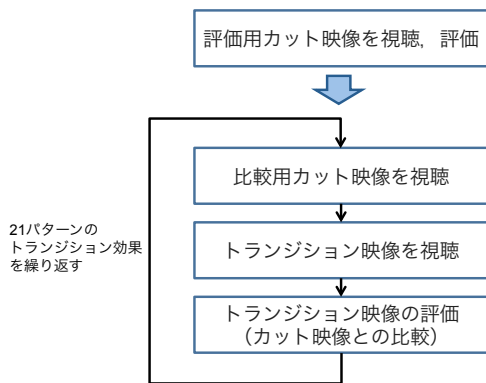 評価用カット映像を視聴，評価
比較用カット映像を視聴
21パターンの
トランジション効果
を繰り返す
トランジション映像を視聴
トランジション映像の評価
（カット映像との比較）